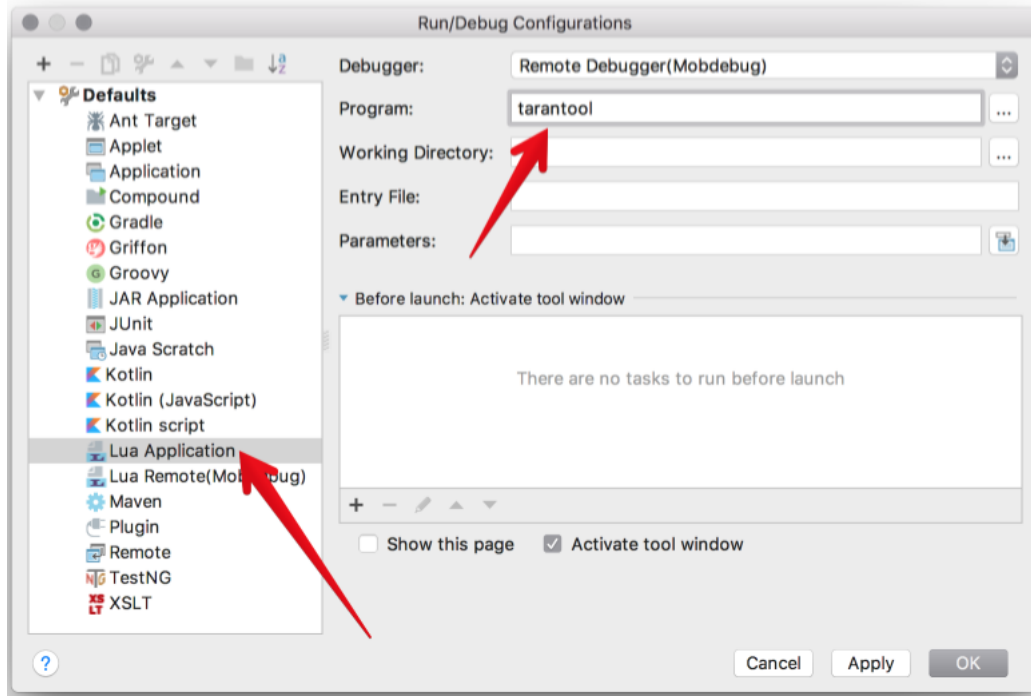 Run/Debug Configurations
Debugger:
Remote Debugger(Mobdebug)
Program:
tarantool
...
Working Directory:
...
Entry File:
Parameters:
Defaults
Ant Target
Applet
Application
Compound
Gradle
Griffon
Groovy
JAR Application
JUnit
Java Scratch
Kotlin
Kotlin (JavaScript)
Kotlin script
Lua Application
Lua Remote(Mob bug)
Maven
Plugin
Remote
TestNG
XSLT
Before launch: Activate tool window
There are no tasks to run before launch
Show this page
Activate tool window
?
Cancel
Apply
OK